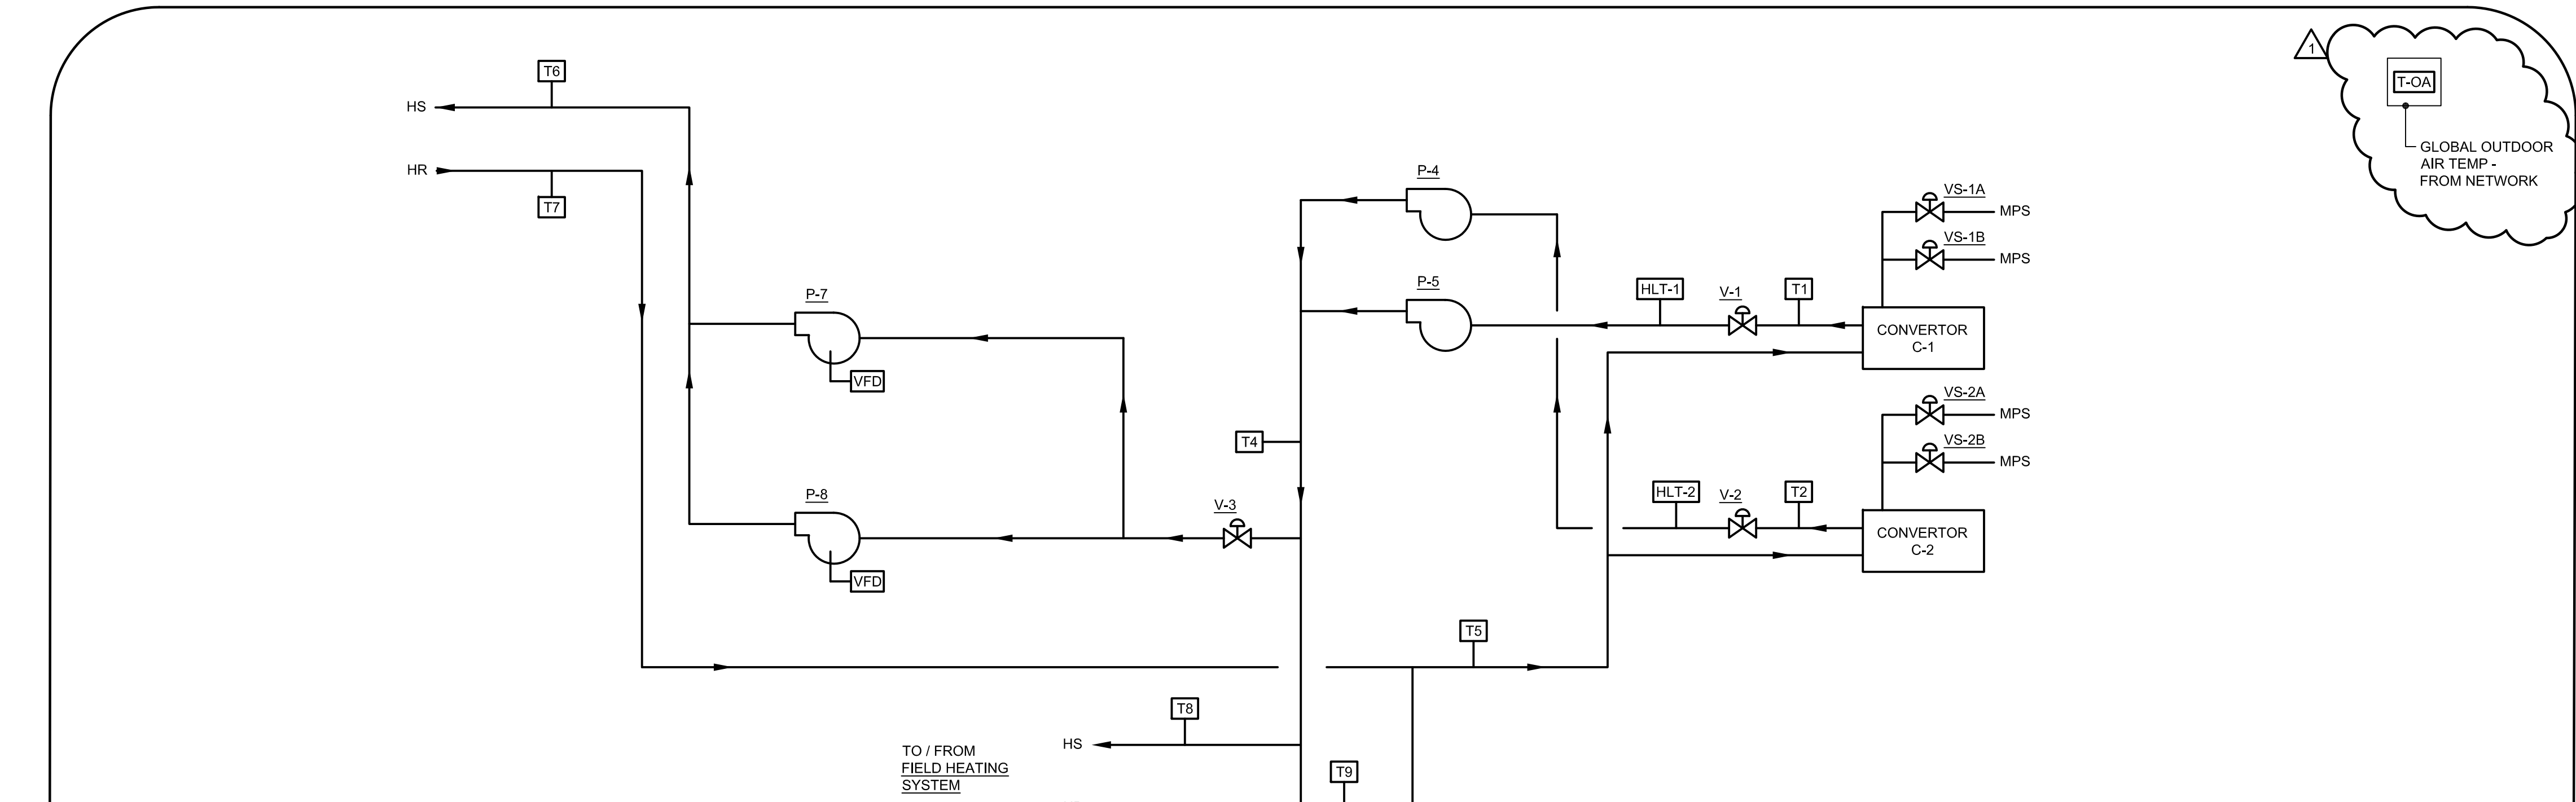 T6
HS
HR
T7
1
T-OA
GLOBAL OUTDOOR
AIR TEMP -
FROM NETWORK
P-4
VS-1A
MPS
VS-1B
MPS
P-5
HLT-1
V-1
T1
CONVERTOR
C-1
P-7
VFD
VS-2A
MPS
VS-2B
MPS
T4
P-8
VFD
V-3
HLT-2
V-2
T2
CONVERTOR
C-2
T5
T8
HS
TO / FROM
FIELD HEATING
SYSTEM
T9